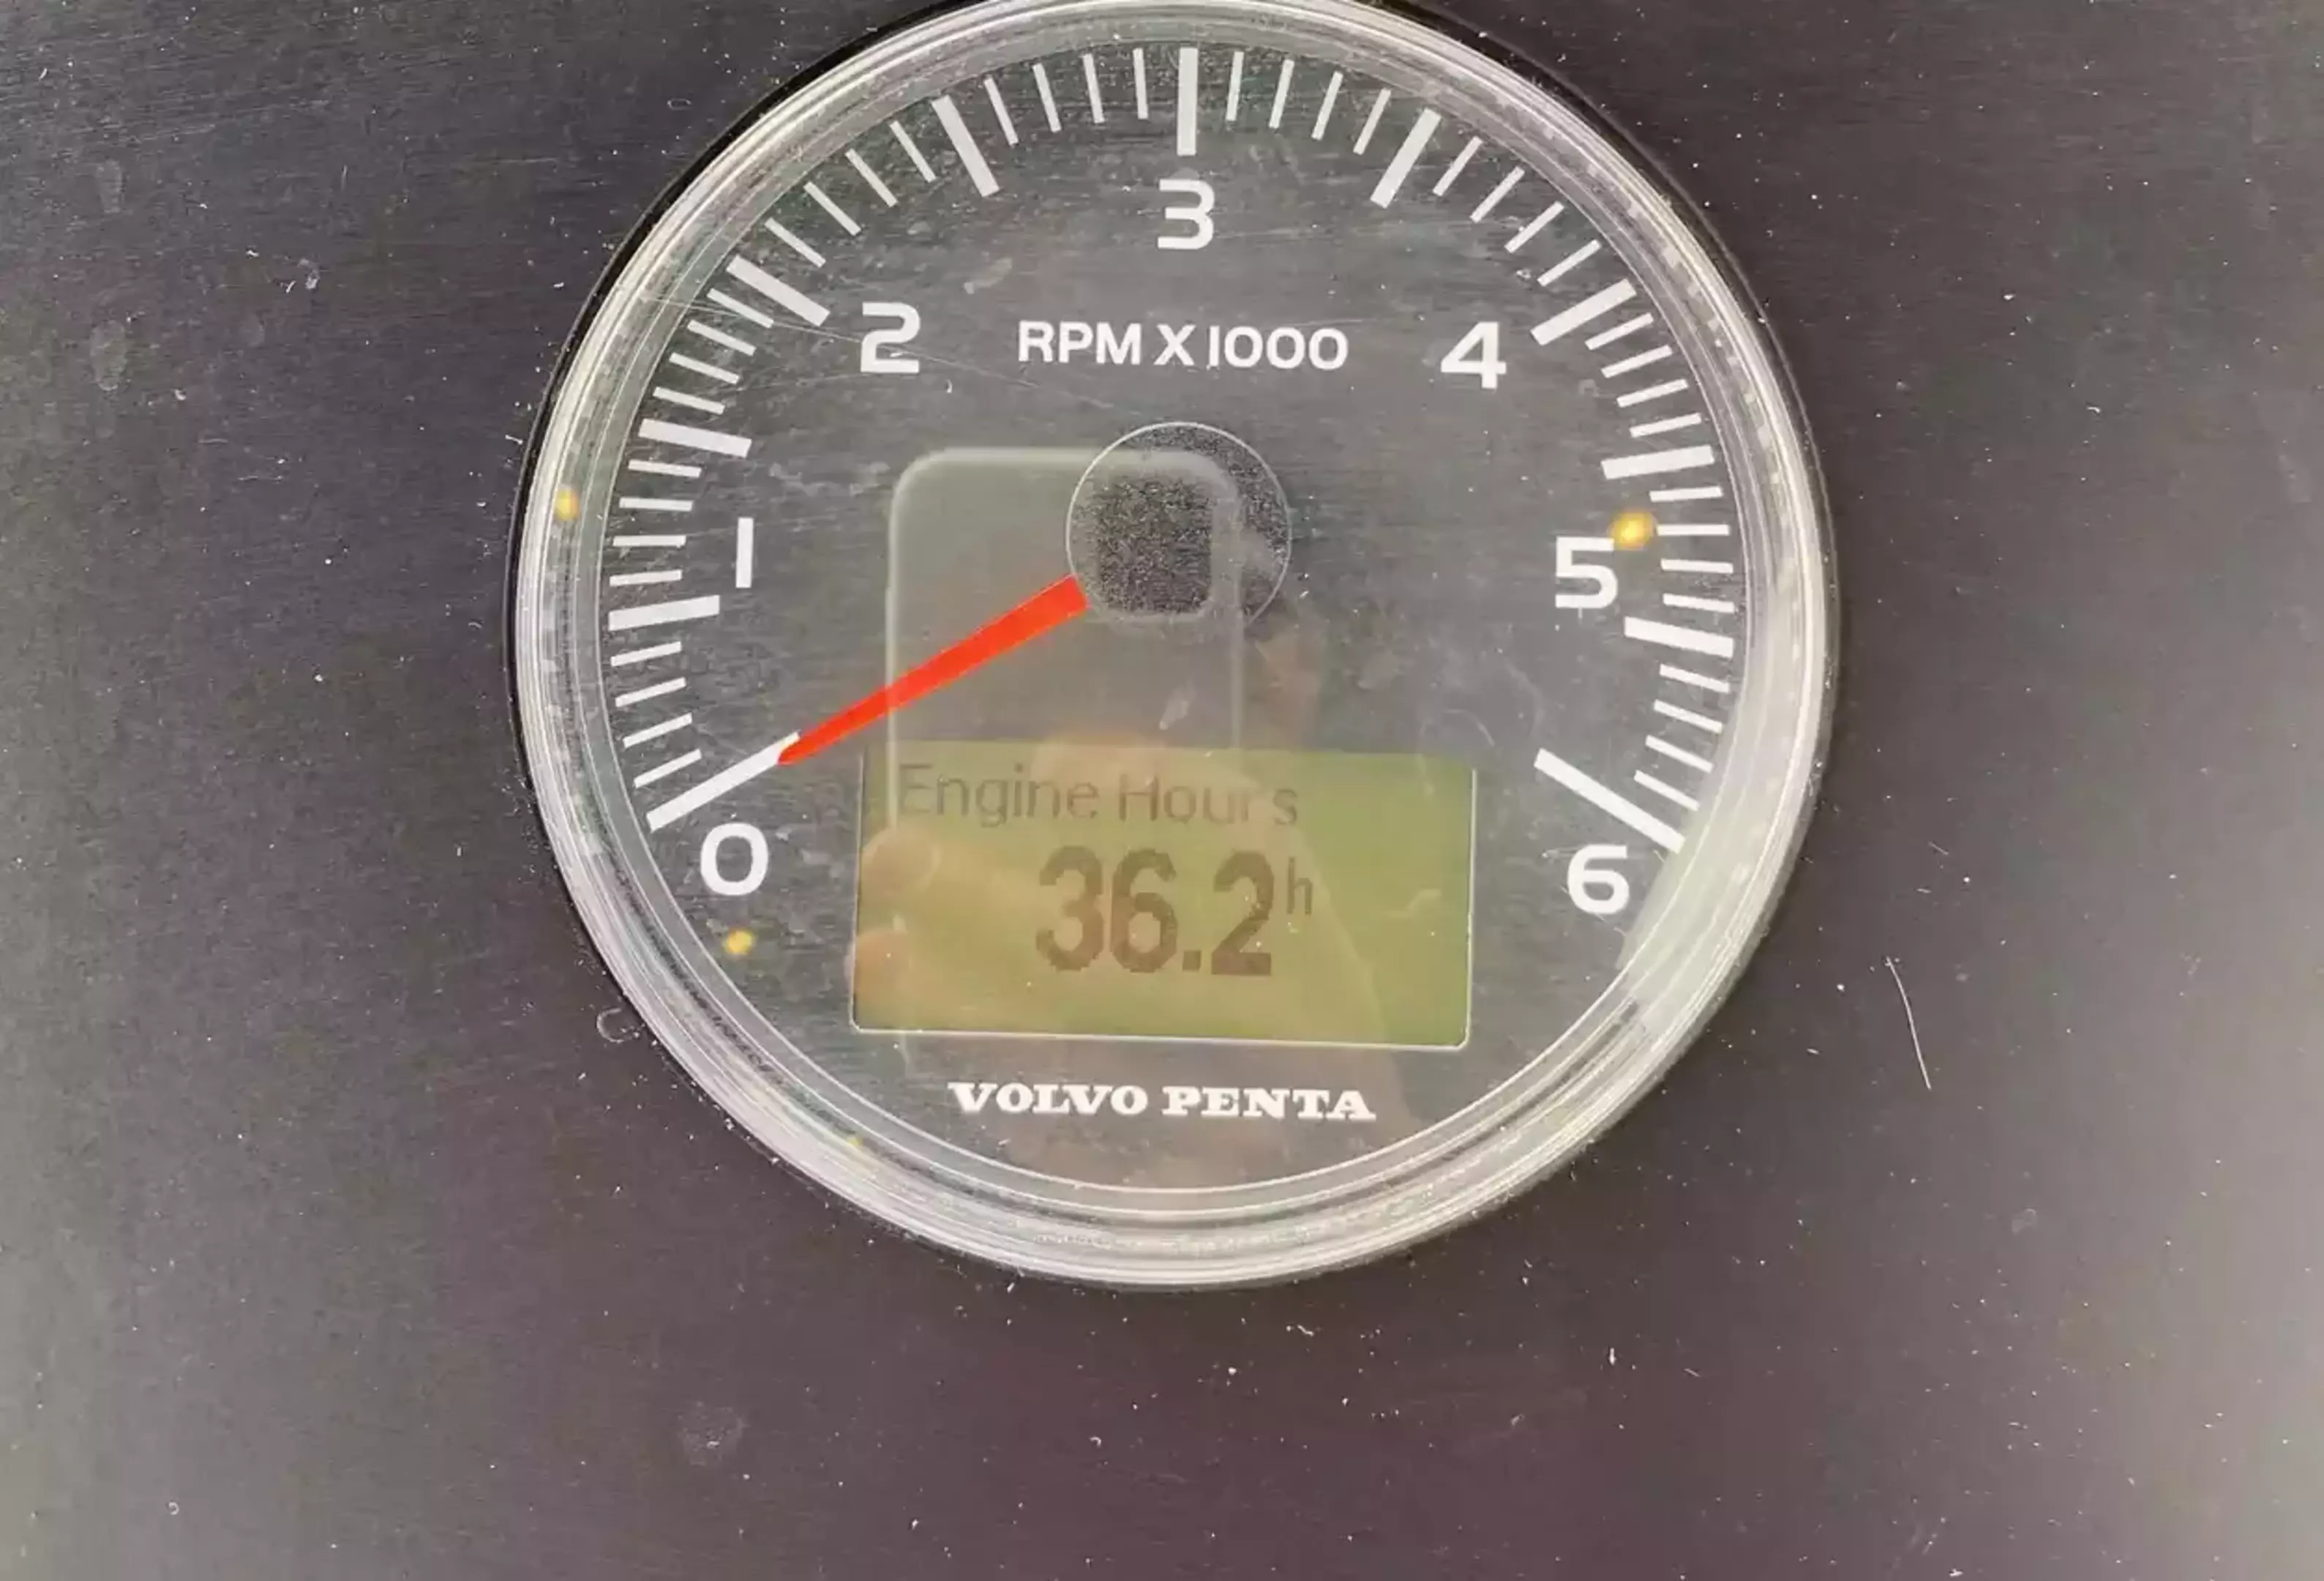 3
2 RPM X 1000 4
1 5
Engine Hours
0 36.2h 6
VOLVO PENTA